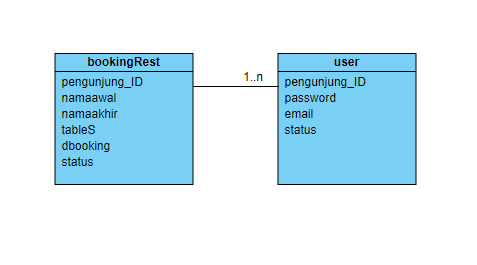 bookingRest
pengunjung_ID
namaawal
namaakhir
tableS
dbooking
status
1..n
user
pengunjung_ID
password
email
status